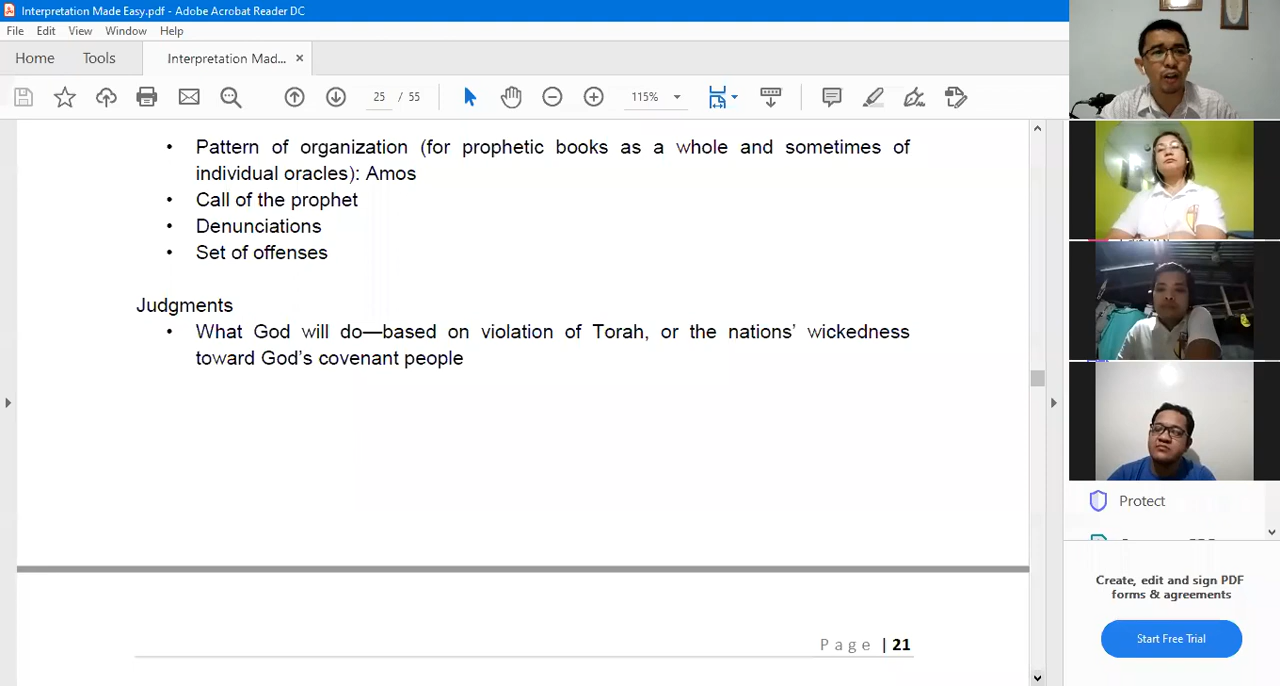 Interpretation Made Easy.pdf - Adobe Acrobat Reader DC
File Edit View Window Help
Home Tools Interpretation Mad... ×
25 / 55 115%
• Pattern of organization (for prophetic books as a whole and sometimes of
individual oracles): Amos
• Call of the prophet
• Denunciations
• Set of offenses
Judgments
• What God will do—based on violation of Torah, or the nations’ wickedness
toward God’s covenant people
Page | 21
Protect
Create, edit and sign PDF
forms & agreements
Start Free Trial